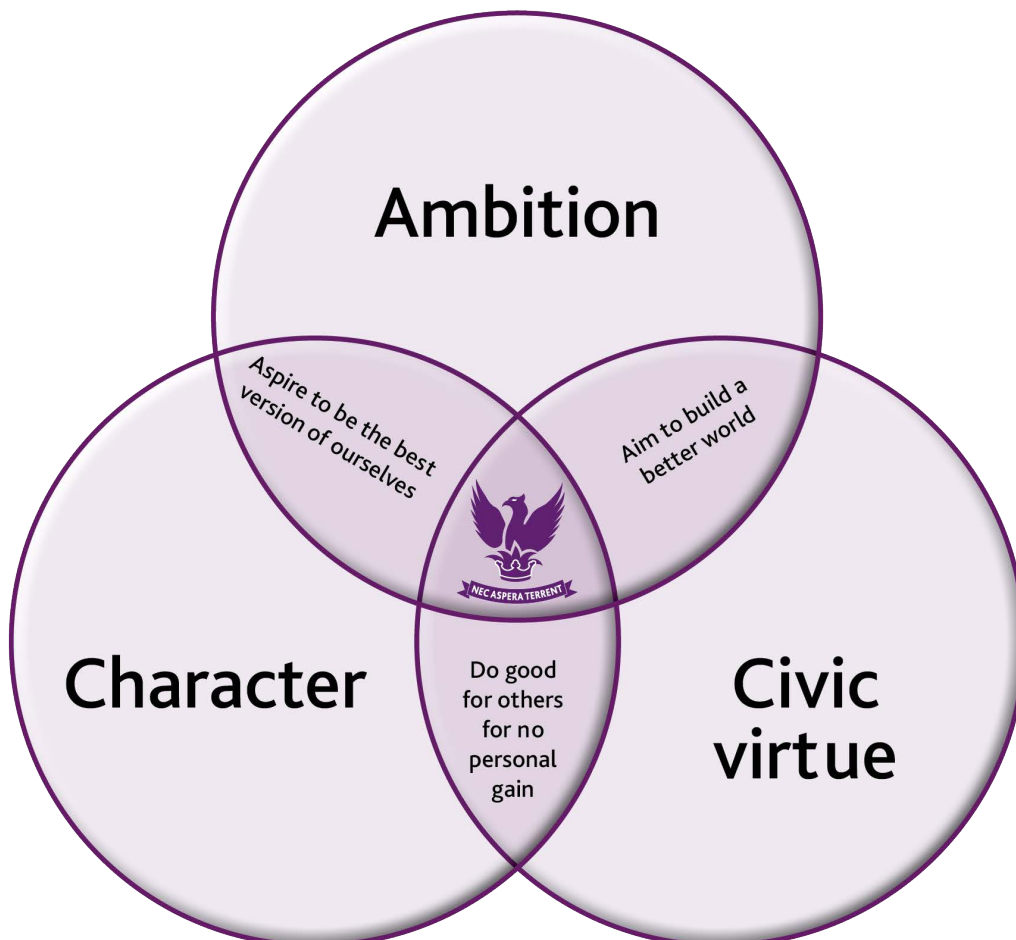 Ambition
Aspire to be the best
version of ourselves
Aim to build a
better world
NEC ASPERA TERRENT
Character
Do good
for others
for no
personal
gain
Civic
virtue